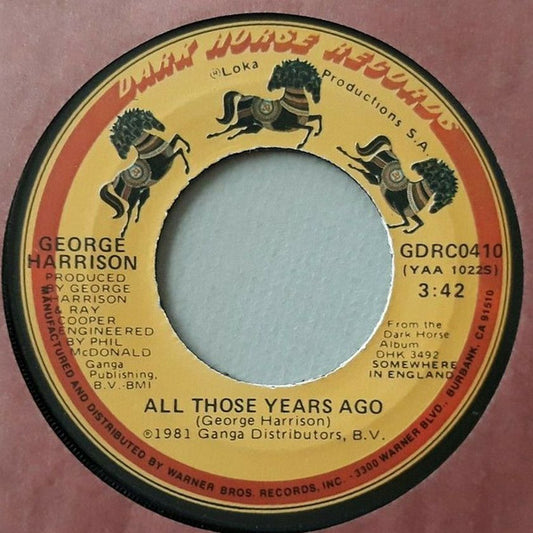 DARK HORSE RECORDS
℗Loka Productions S.A.
GEORGE
HARRISON
PRODUCED
BY GEORGE
HARRISON
& RAY
COOPER
ENGINEERED
BY PHIL
McDONALD
Ganga
Publishing,
B.V.-BMI
GDRC0410
(YAA 1022S)
3:42
From the
Dark Horse
Album
DHK 3492
SOMEWHERE
IN ENGLAND
ALL THOSE YEARS AGO
(George Harrison)
©1981 Ganga Distributors, B.V.
MANUFACTURED AND DISTRIBUTED BY WARNER BROS. RECORDS, INC. · 3300 WARNER BLVD., BURBANK, CA 91510